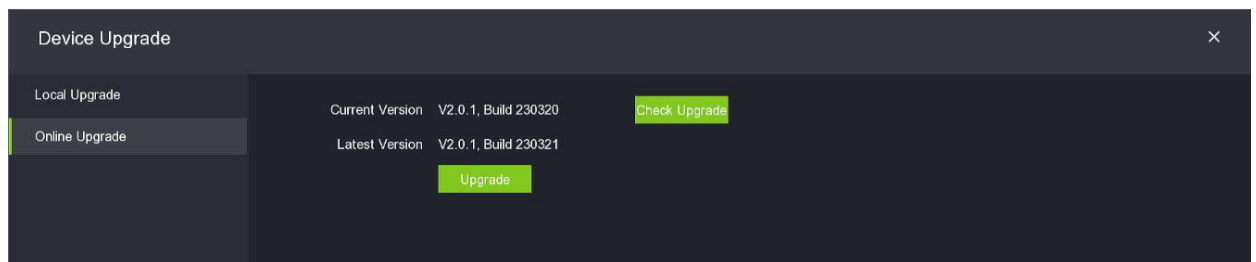 Device Upgrade
Local Upgrade
Online Upgrade
Current Version V2.0.1, Build 230320 Check Upgrade
Latest Version V2.0.1, Build 230321
Upgrade